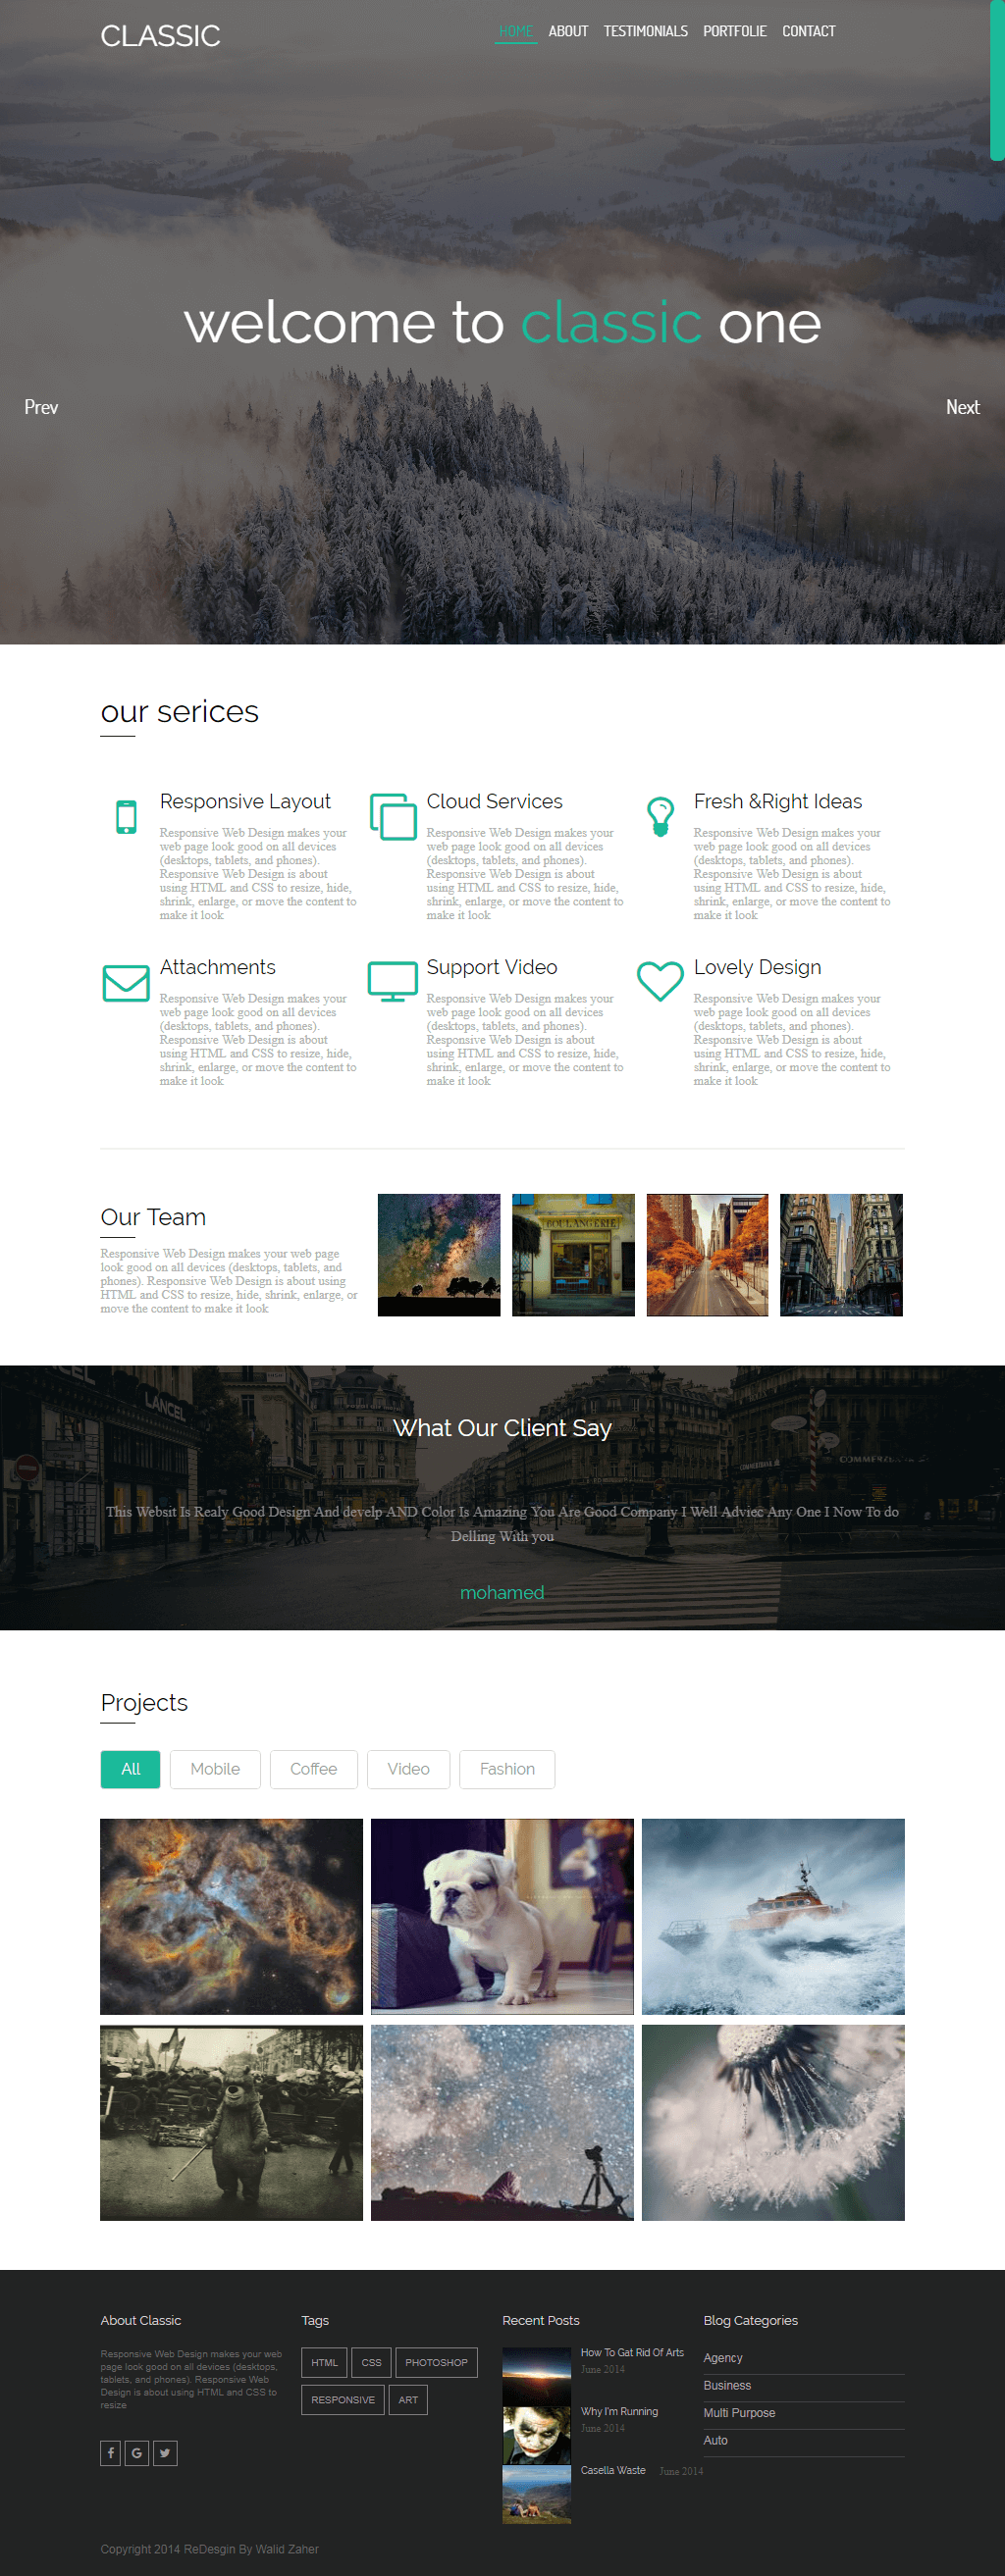 CLASSIC
HOME ABOUT TESTIMONIALS PORTFOLIE CONTACT
welcome to classic one
Prev
Next
our serices
Responsive Layout
Responsive Web Design makes your
web page look good on all devices
(desktops, tablets, and phones).
Responsive Web Design is about
using HTML and CSS to resize, hide,
shrink, enlarge, or move the content to
make it look
Cloud Services
Responsive Web Design makes your
web page look good on all devices
(desktops, tablets, and phones).
Responsive Web Design is about
using HTML and CSS to resize, hide,
shrink, enlarge, or move the content to
make it look
Fresh &Right Ideas
Responsive Web Design makes your
web page look good on all devices
(desktops, tablets, and phones).
Responsive Web Design is about
using HTML and CSS to resize, hide,
shrink, enlarge, or move the content to
make it look
Attachments
Responsive Web Design makes your
web page look good on all devices
(desktops, tablets, and phones).
Responsive Web Design is about
using HTML and CSS to resize, hide,
shrink, enlarge, or move the content to
make it look
Support Video
Responsive Web Design makes your
web page look good on all devices
(desktops, tablets, and phones).
Responsive Web Design is about
using HTML and CSS to resize, hide,
shrink, enlarge, or move the content to
make it look
Lovely Design
Responsive Web Design makes your
web page look good on all devices
(desktops, tablets, and phones).
Responsive Web Design is about
using HTML and CSS to resize, hide,
shrink, enlarge, or move the content to
make it look
Our Team
Responsive Web Design makes your web page
look good on all devices (desktops, tablets, and
phones). Responsive Web Design is about using
HTML and CSS to resize, hide, shrink, enlarge, or
move the content to make it look
BOULANGERIE
LANCEL
What Our Client Say
This Websit Is Realy Good Design And develp AND Color Is Amazing You Are Good Company I Well Adviec Any One I Now To do
Delling With you
mohamed
Projects
All
Mobile
Coffee
Video
Fashion
About Classic
Responsive Web Design makes your web
page look good on all devices (desktops,
tablets, and phones). Responsive Web
Design is about using HTML and CSS to
resize
Tags
HTML CSS PHOTOSHOP
RESPONSIVE ART
Recent Posts
How To Gat Rid Of Arts
June 2014
Why I'm Running
June 2014
Casella Waste June 2014
Blog Categories
Agency
Business
Multi Purpose
Auto
Copyright 2014 ReDesgin By Walid Zaher